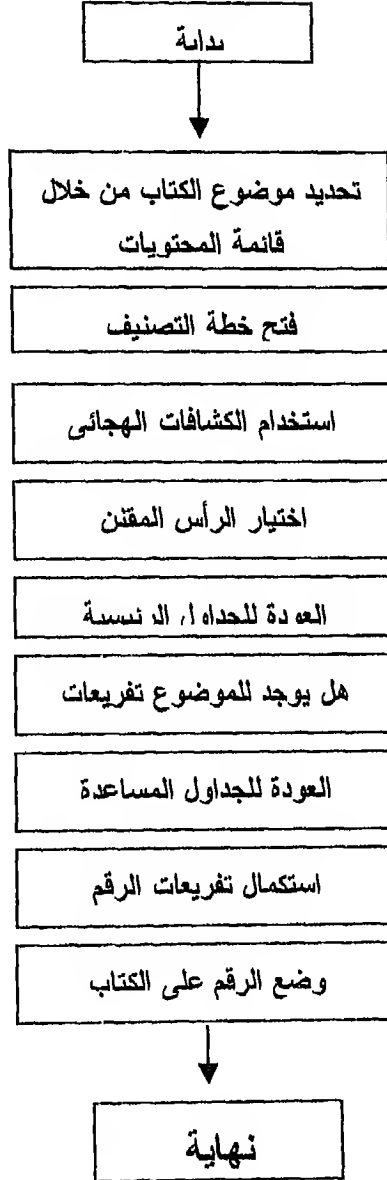 بداية
تحديد موضوع الكتاب من خلال
قائمة المحتويات
فتح خطة التصنيف
استخدام الكشافات الهجائى
اختيار الرأس المقنن
العودة للجداول الرئيسية
هل يوجد للموضوع تفريعات
العودة للجداول المساعدة
استكمال تفريعات الرقم
وضع الرقم على الكتاب
نهاية